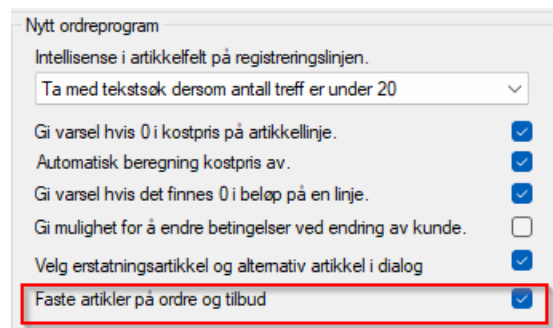 Nytt ordreprogram
Intellisense i artikkelfelt på registreringslinjen.
Ta med tekstsøk dersom antall treff er under 20
Gi varsel hvis 0 i kostpris på artikkellinje.
Automatisk beregning kostpris av.
Gi varsel hvis det finnes 0 i beløp på en linje.
Gi mulighet for å endre betingelser ved endring av kunde.
Velg erstatningsartikkel og alternativ artikkel i dialog
Faste artikler på ordre og tilbud